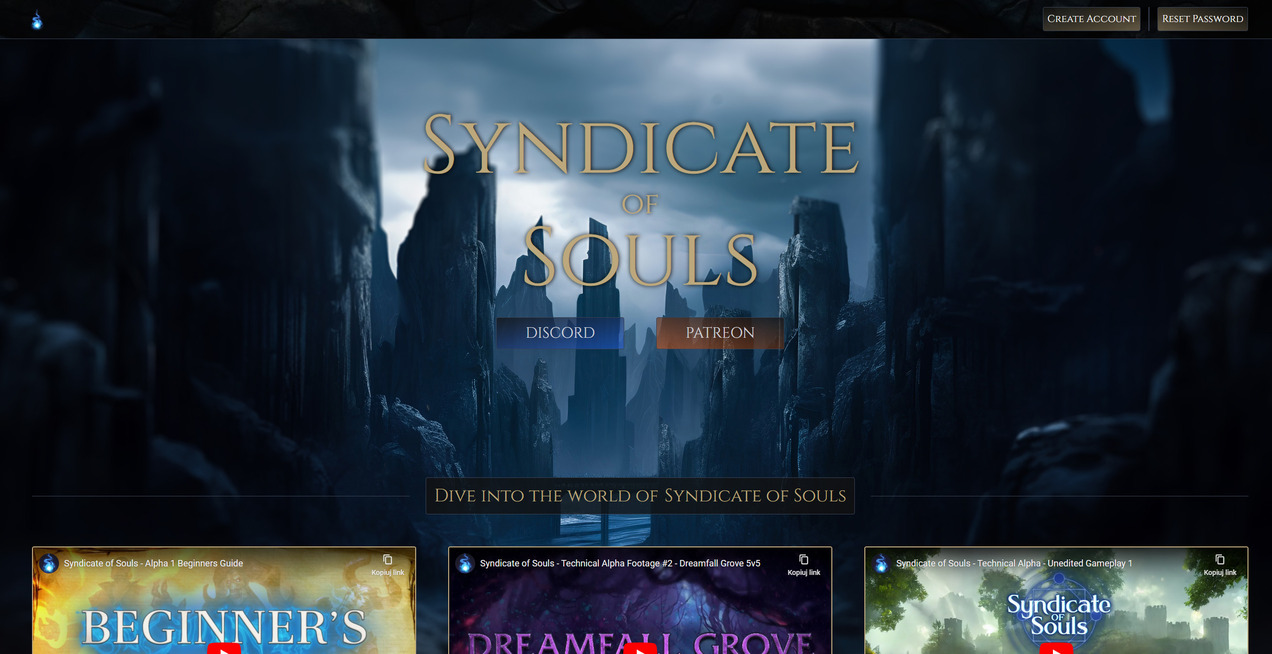 Create Account
Reset Password
Syndicate
of
Souls
DISCORD
PATREON
Dive into the world of Syndicate of Souls
Syndicate of Souls - Alpha 1 Beginners Guide
Kopiuj link
BEGINNER'S
Syndicate of Souls - Technical Alpha Footage #2 - Dreamfall Grove 5v5
Kopiuj link
DREAMFALL GROVE
Syndicate of Souls - Technical Alpha - Unedited Gameplay 1
Kopiuj link
Syndicate
OF
Souls